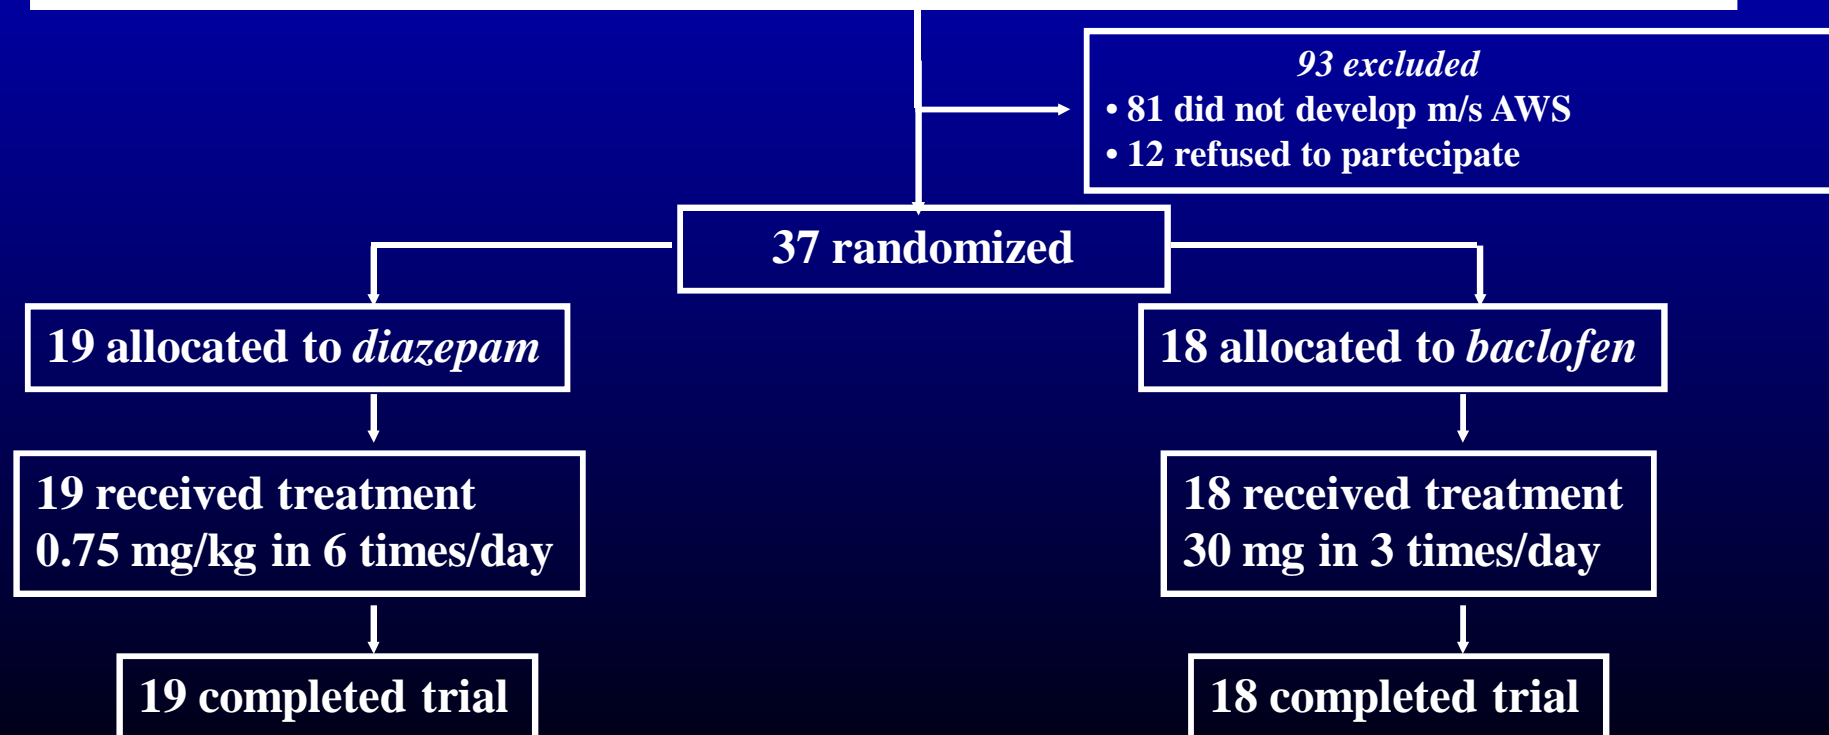 93 excluded
• 81 did not develop m/s AWS
• 12 refused to partecipate
37 randomized
19 allocated to diazepam
18 allocated to baclofen
19 received treatment
0.75 mg/kg in 6 times/day
18 received treatment
30 mg in 3 times/day
19 completed trial
18 completed trial